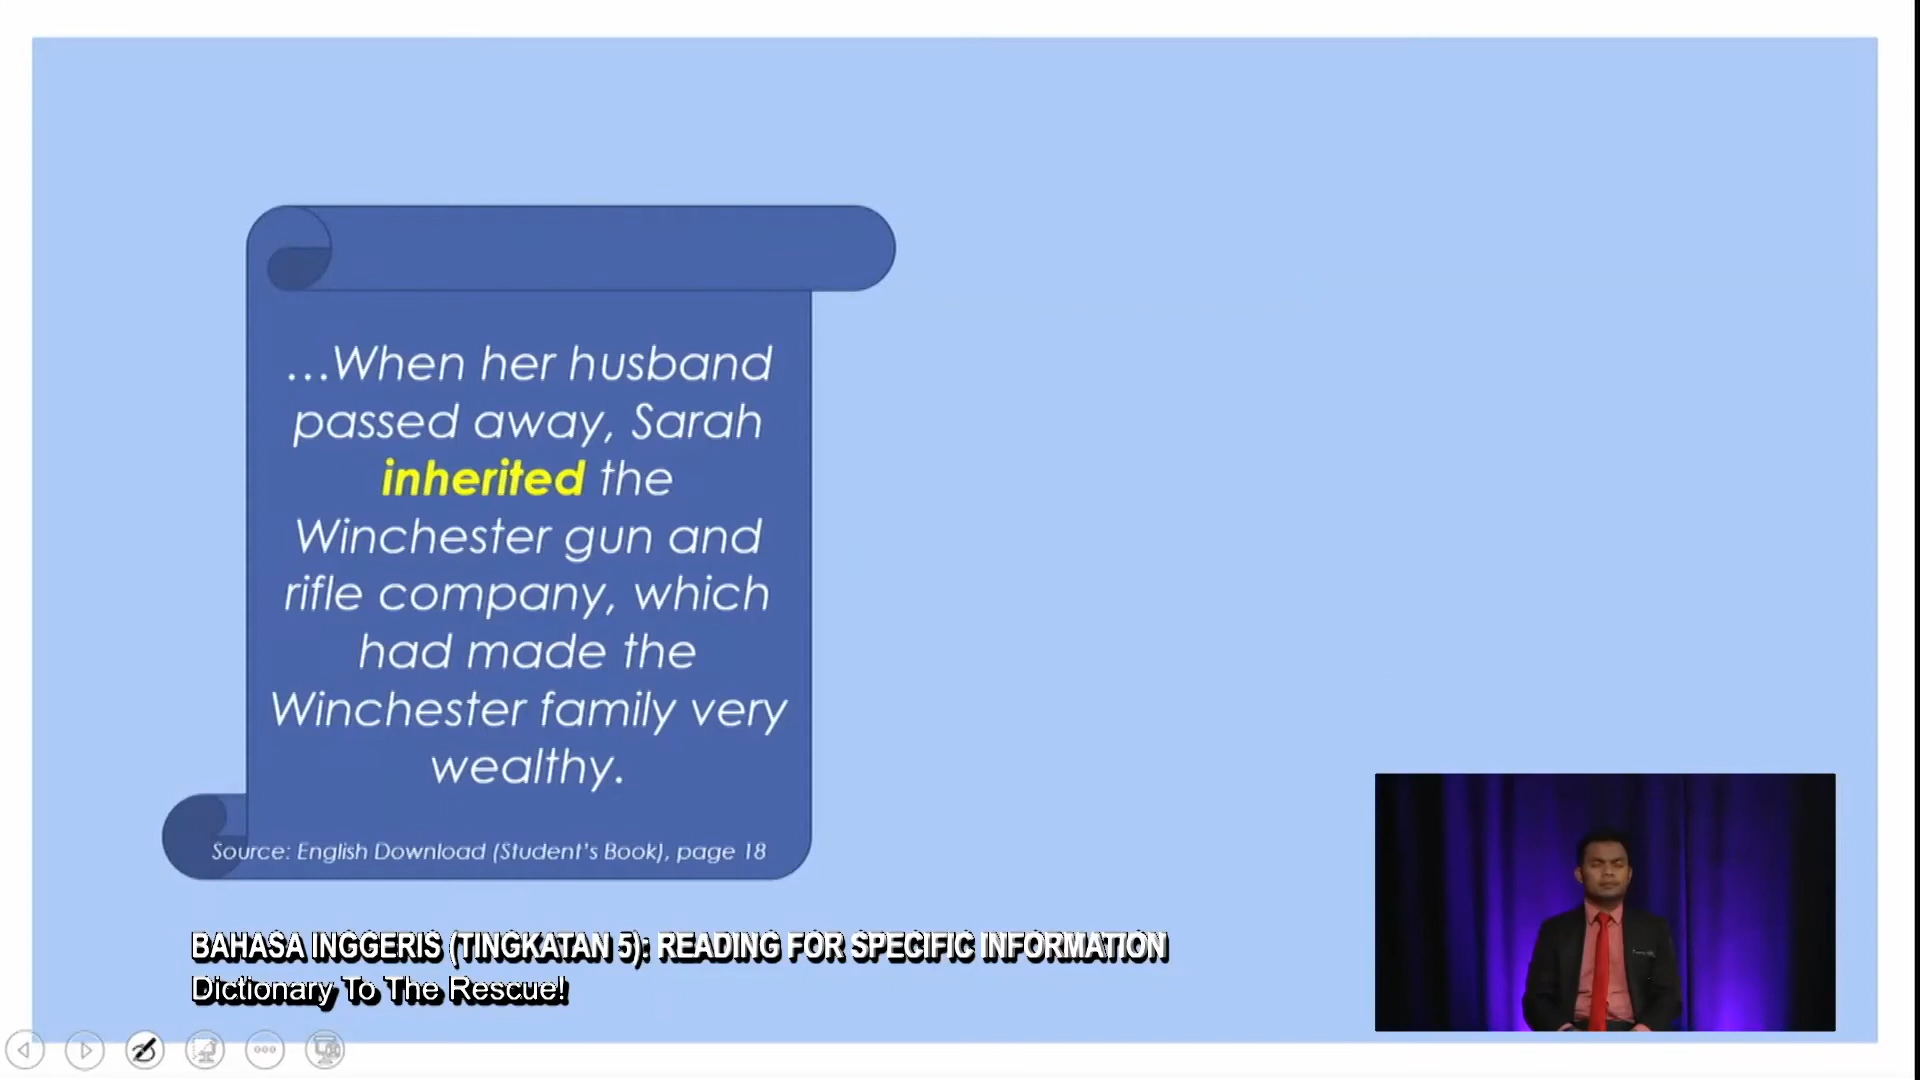 ...When her husband
passed away, Sarah
inherited the
Winchester gun and
rifle company, which
had made the
Winchester family very
wealthy.
Source: English Download (Student's Book), page 18
BAHASA INGGERIS (TINGKATAN 5): READING FOR SPECIFIC INFORMATION
Dictionary To The Rescue!